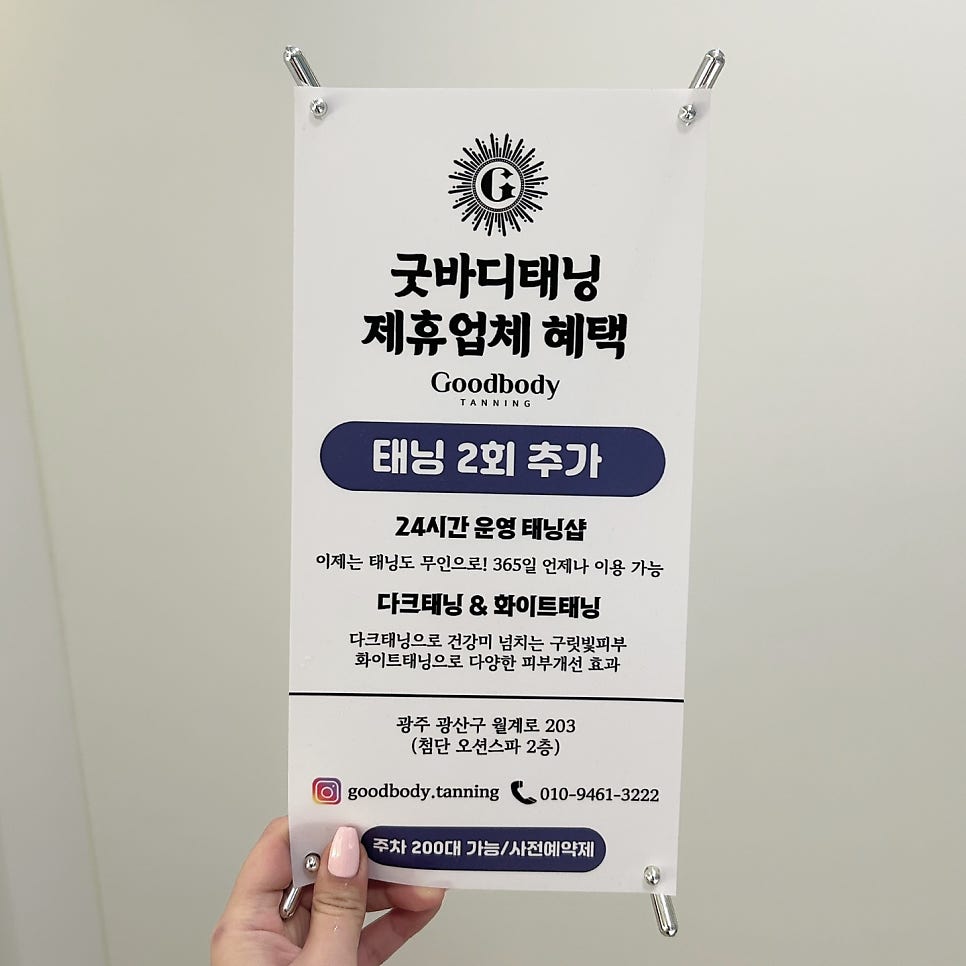 G
굿바디태닝
제휴업체 혜택
Goodbody
TANNING
태닝 2회 추가
24시간 운영 태닝샵
이제는 태닝도 무인으로! 365일 언제나 이용 가능
다크태닝 & 화이트태닝
다크태닝으로 건강미 넘치는 구릿빛피부
화이트태닝으로 다양한 피부개선 효과
광주 광산구 월계로 203
(첨단 오션스파 2층)
goodbody.tanning 010-9461-3222
주차 200대 가능/사전예약제